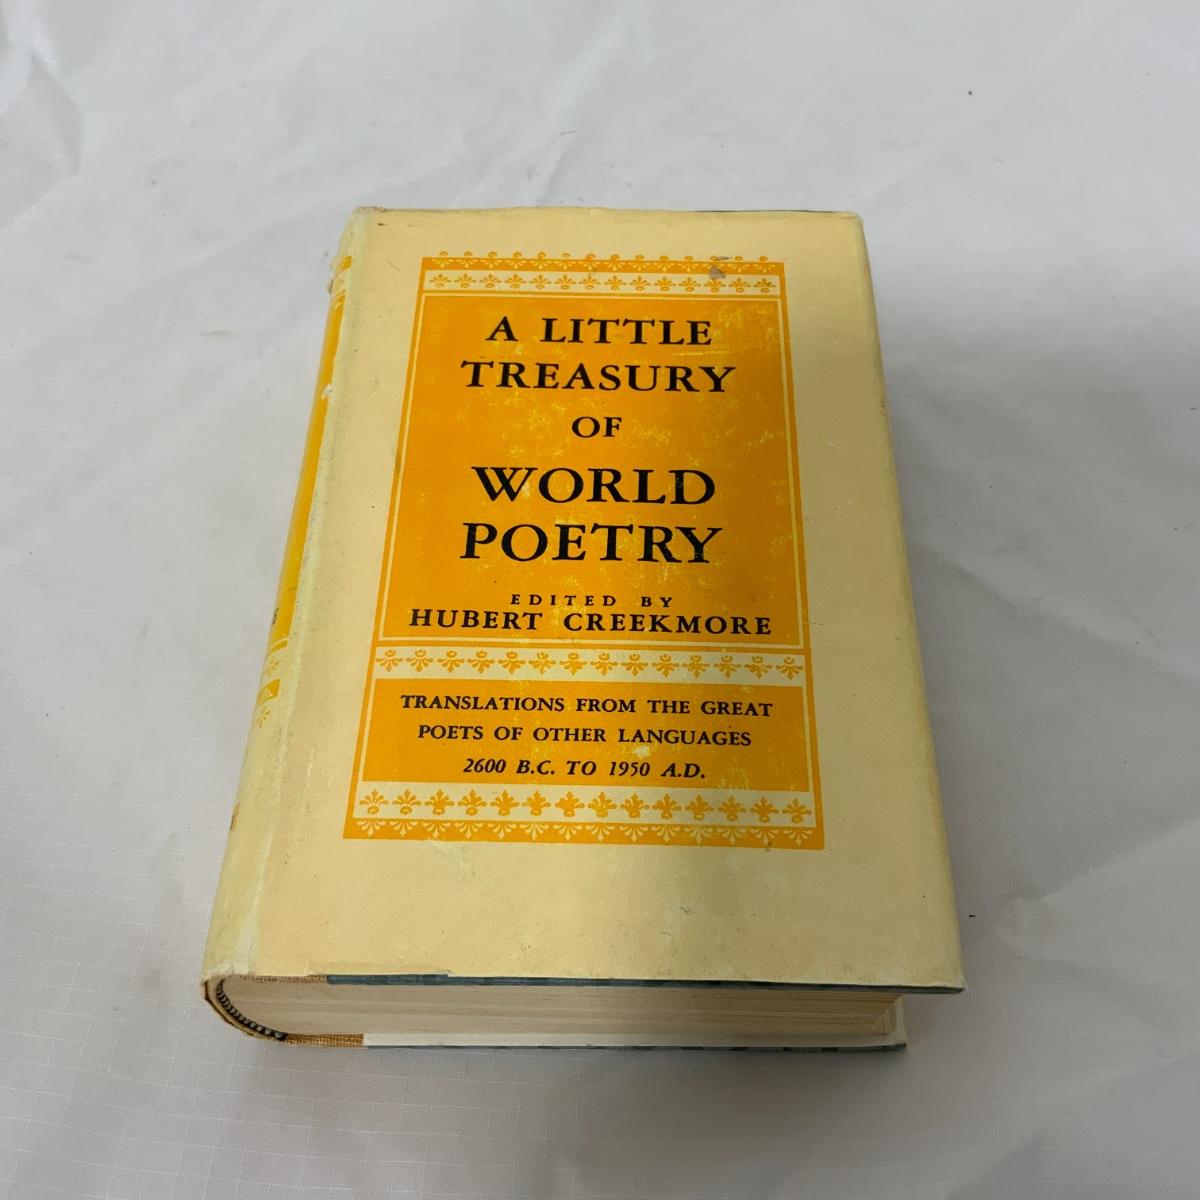 A LITTLE
TREASURY
OF
WORLD
POETRY
EDITED BY
HUBERT CREEKMORE
TRANSLATIONS FROM THE GREAT
POETS OF OTHER LANGUAGES
2600 B.C. TO 1950 A.D.